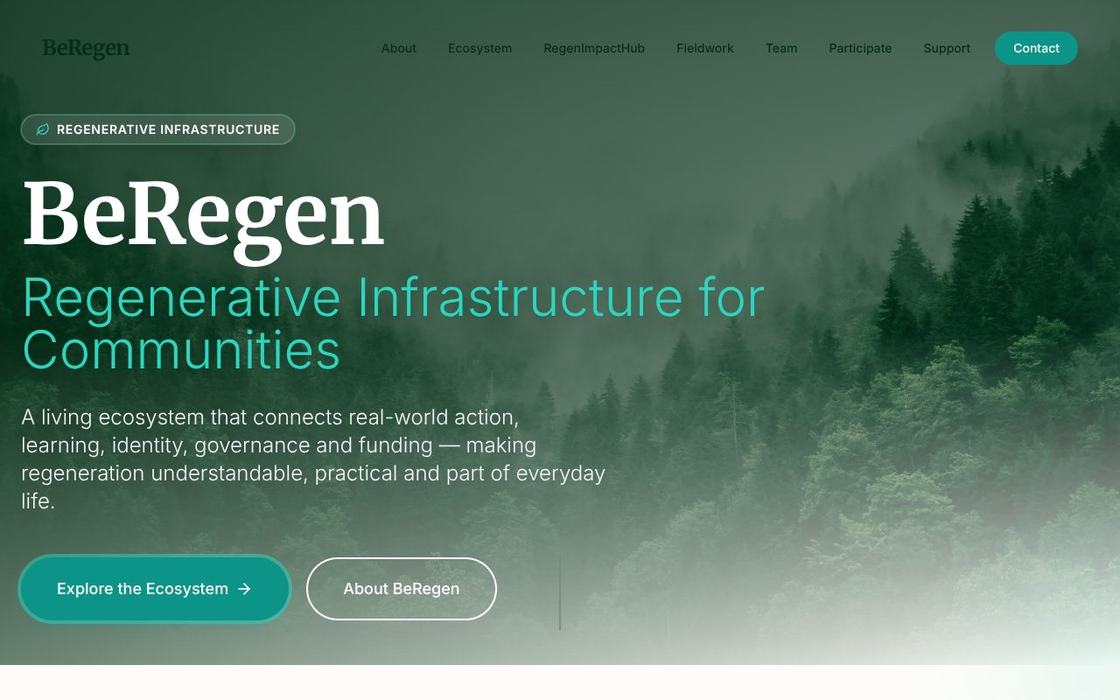 BeRegen
About Ecosystem RegenImpactHub Fieldwork Team Participate Support Contact
REGENERATIVE INFRASTRUCTURE
BeRegen
Regenerative Infrastructure for
Communities
A living ecosystem that connects real-world action,
learning, identity, governance and funding — making
regeneration understandable, practical and part of everyday
life.
Explore the Ecosystem →
About BeRegen